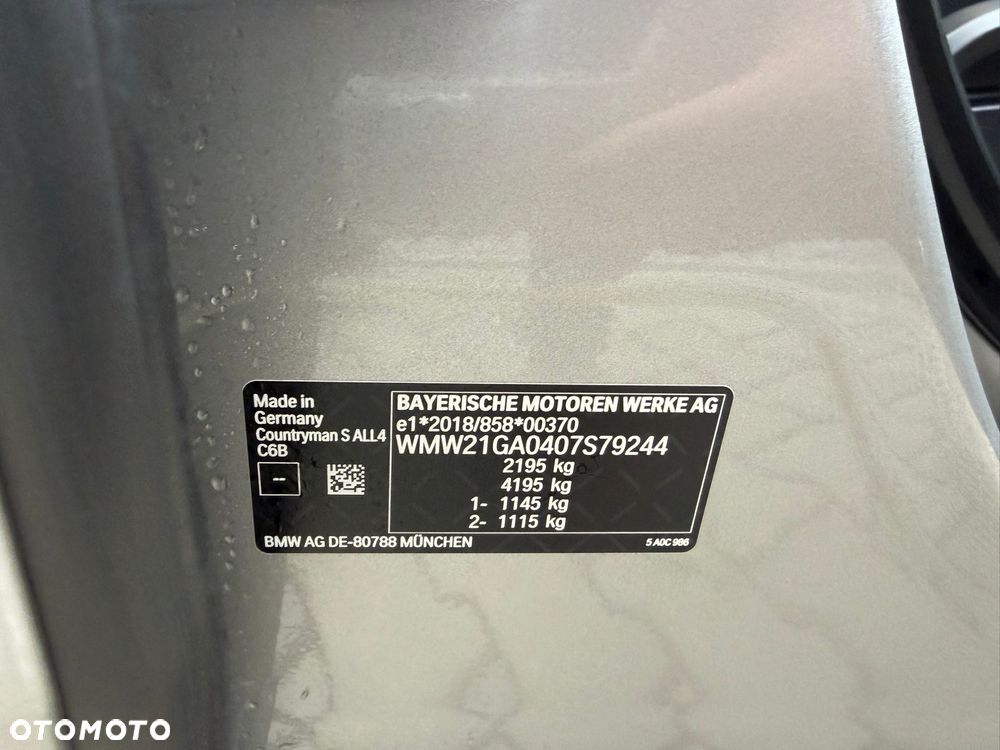 Made in
Germany
Countryman S ALL4
C6B
--
BAYERISCHE MOTOREN WERKE AG
e1*2018/858*00370
WMW21GA0407S79244
2195 kg
4195 kg
1- 1145 kg
2- 1115 kg
BMW AG DE-80788 MÜNCHEN
5 A0C 986
OTOMOTO